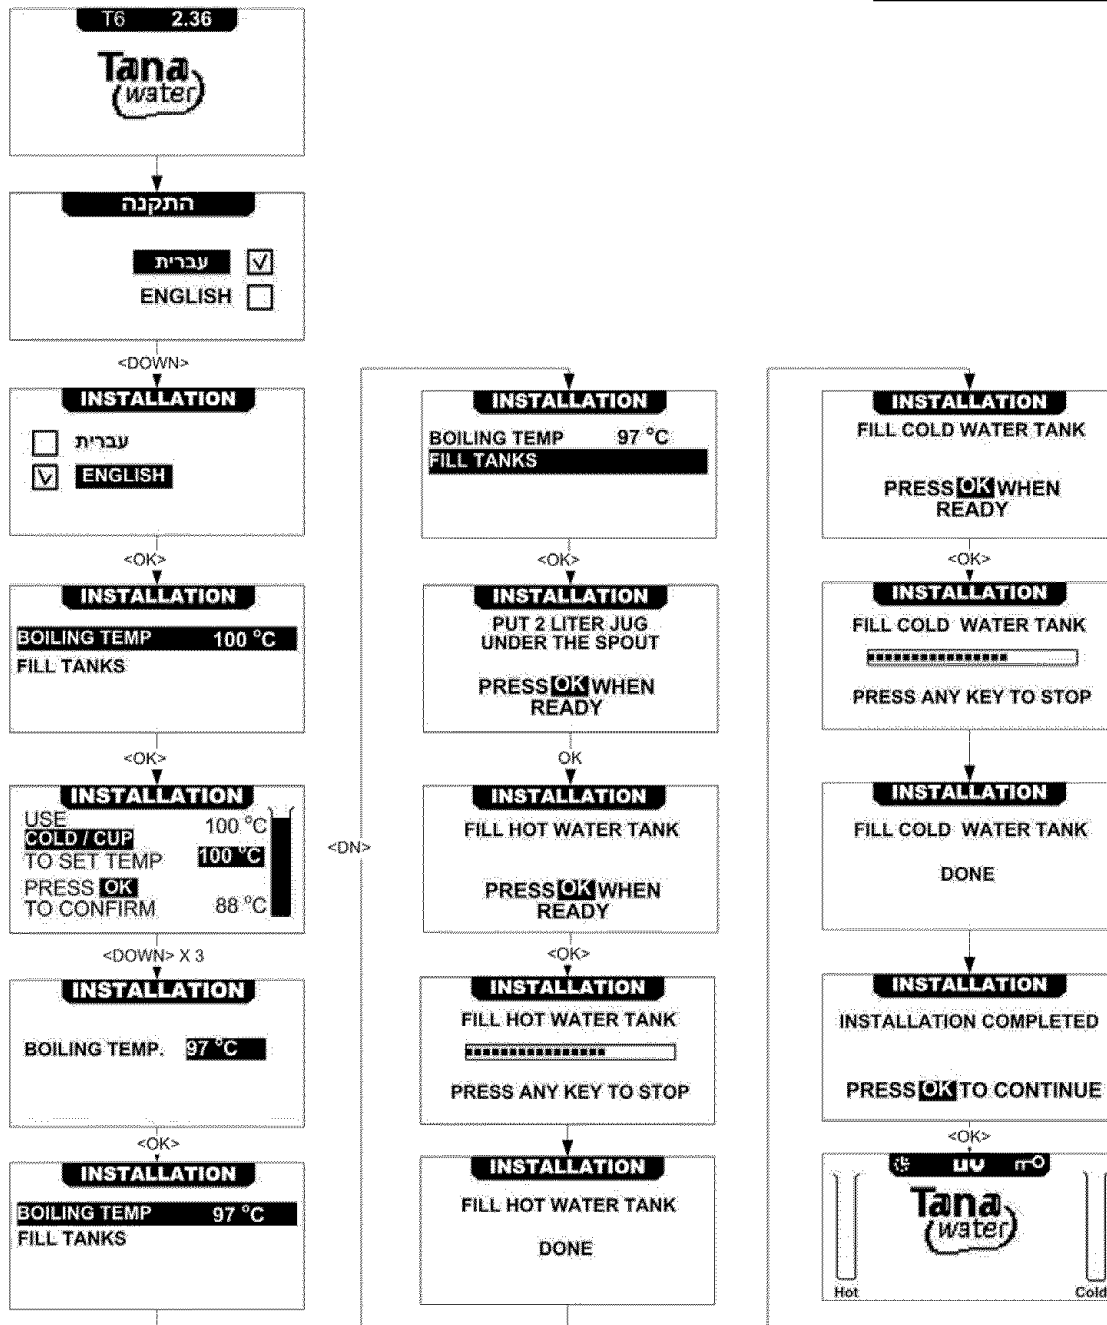 T6 2.36
Tana
water
התקנה
עברית
ENGLISH
<DOWN>
INSTALLATION
עברית
ENGLISH
<OK>
INSTALLATION
BOILING TEMP 100 °C
FILL TANKS
<OK>
INSTALLATION
USE 100 °C
COLD / CUP
TO SET TEMP 100 °C
PRESS OK
TO CONFIRM 88 °C
<DOWN> X 3
INSTALLATION
BOILING TEMP. 97 °C
<OK>
INSTALLATION
BOILING TEMP 97 °C
FILL TANKS
<DN>
INSTALLATION
BOILING TEMP 97 °C
FILL TANKS
<OK>
INSTALLATION
PUT 2 LITER JUG
UNDER THE SPOUT
PRESS OK WHEN
READY
OK
INSTALLATION
FILL HOT WATER TANK
PRESS OK WHEN
READY
<OK>
INSTALLATION
FILL HOT WATER TANK
PRESS ANY KEY TO STOP
INSTALLATION
FILL HOT WATER TANK
DONE
INSTALLATION
FILL COLD WATER TANK
PRESS OK WHEN
READY
<OK>
INSTALLATION
FILL COLD WATER TANK
PRESS ANY KEY TO STOP
INSTALLATION
FILL COLD WATER TANK
DONE
INSTALLATION
INSTALLATION COMPLETED
PRESS OK TO CONTINUE
<OK>
UV
Tana
water
Hot
Cold